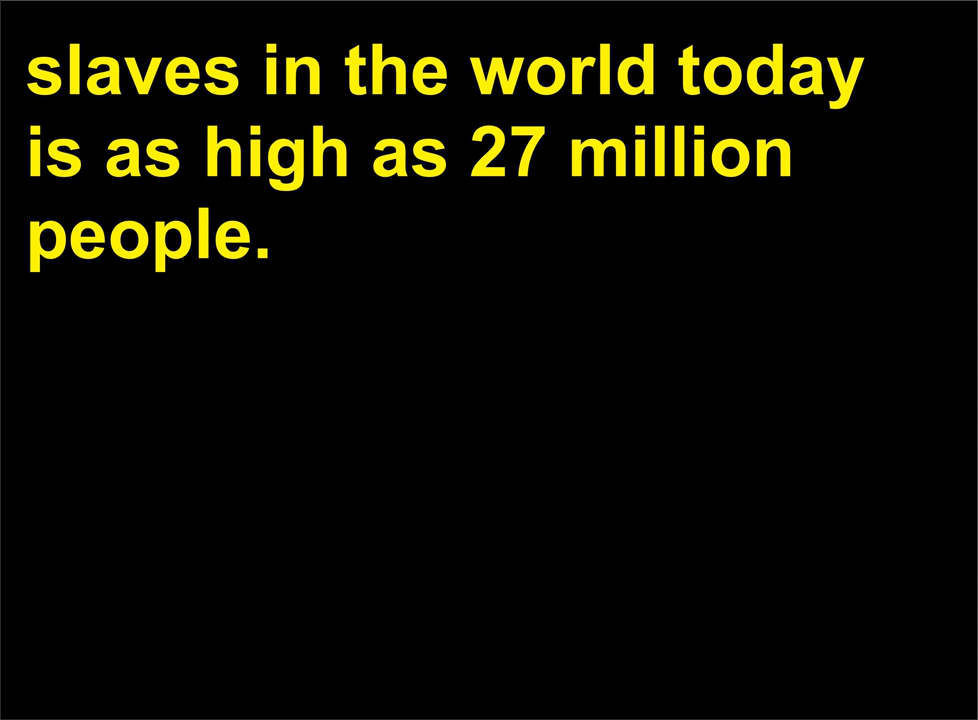 slaves in the world today
is as high as 27 million
people.